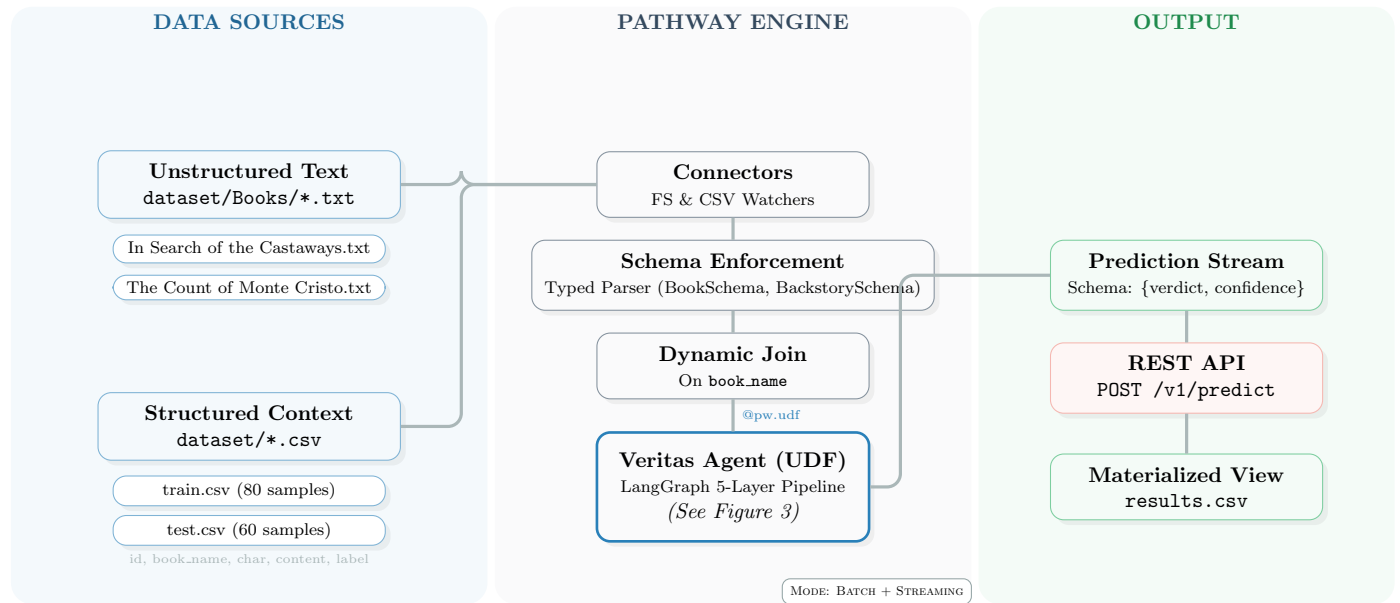 DATA SOURCES
Unstructured Text
dataset/Books/*.txt
In Search of the Castaways.txt
The Count of Monte Cristo.txt
Structured Context
dataset/*.csv
train.csv (80 samples)
test.csv (60 samples)
id, book_name, char, content, label
PATHWAY ENGINE
Connectors
FS & CSV Watchers
Schema Enforcement
Typed Parser (BookSchema, BackstorySchema)
Dynamic Join
On book_name
@pw.udf
Veritas Agent (UDF)
LangGraph 5-Layer Pipeline
(See Figure 3)
Mode: Batch + Streaming
OUTPUT
Prediction Stream
Schema: {verdict, confidence}
REST API
POST /v1/predict
Materialized View
results.csv